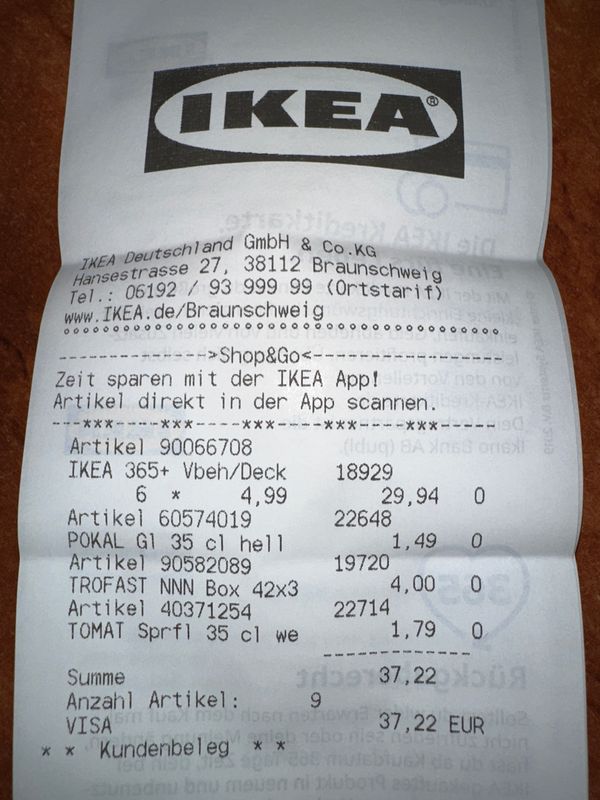 IKEA®
IKEA Deutschland GmbH & Co.KG
Hansestrasse 27, 38112 Braunschweig
Tel.: 06192 / 93 999 99 (Ortstarif)
www.IKEA.de/Braunschweig
°°°°°°°°°°°°°°°°°°°°°°°°°°°°°°°°°°°°°°°°°°
-------------->Shop&Go<-----------------
Zeit sparen mit der IKEA App!
Artikel direkt in der App scannen.
---***----***----***----***----***------
Artikel 90066708
IKEA 365+ Vbeh/Deck 18929
6 * 4,99 29,94 0
Artikel 60574019 22648
POKAL Gl 35 cl hell 1,49 0
Artikel 90582089 19720
TROFAST NNN Box 42x3 4,00 0
Artikel 40371254 22714
TOMAT Sprfl 35 cl we 1,79 0
--------------
Summe 37,22
Anzahl Artikel: 9
VISA 37,22 EUR
* * Kundenbeleg * *